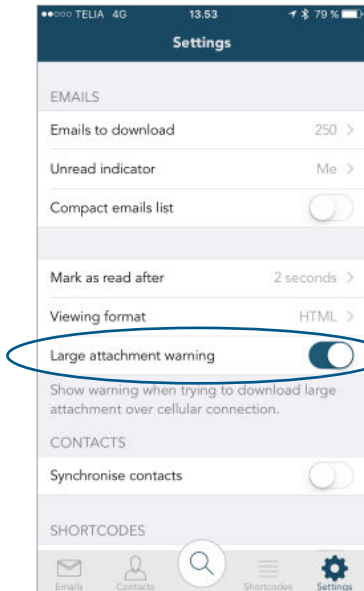 TELIA 4G 13.53 79 %
Settings
EMAILS
Emails to download 250
Unread indicator Me
Compact emails list
Mark as read after 2 seconds
Viewing format HTML
Large attachment warning
Show warning when trying to download large
attachment over cellular connection.
CONTACTS
Synchronise contacts
SHORTCODES
Emails Contacts Shortcodes Settings